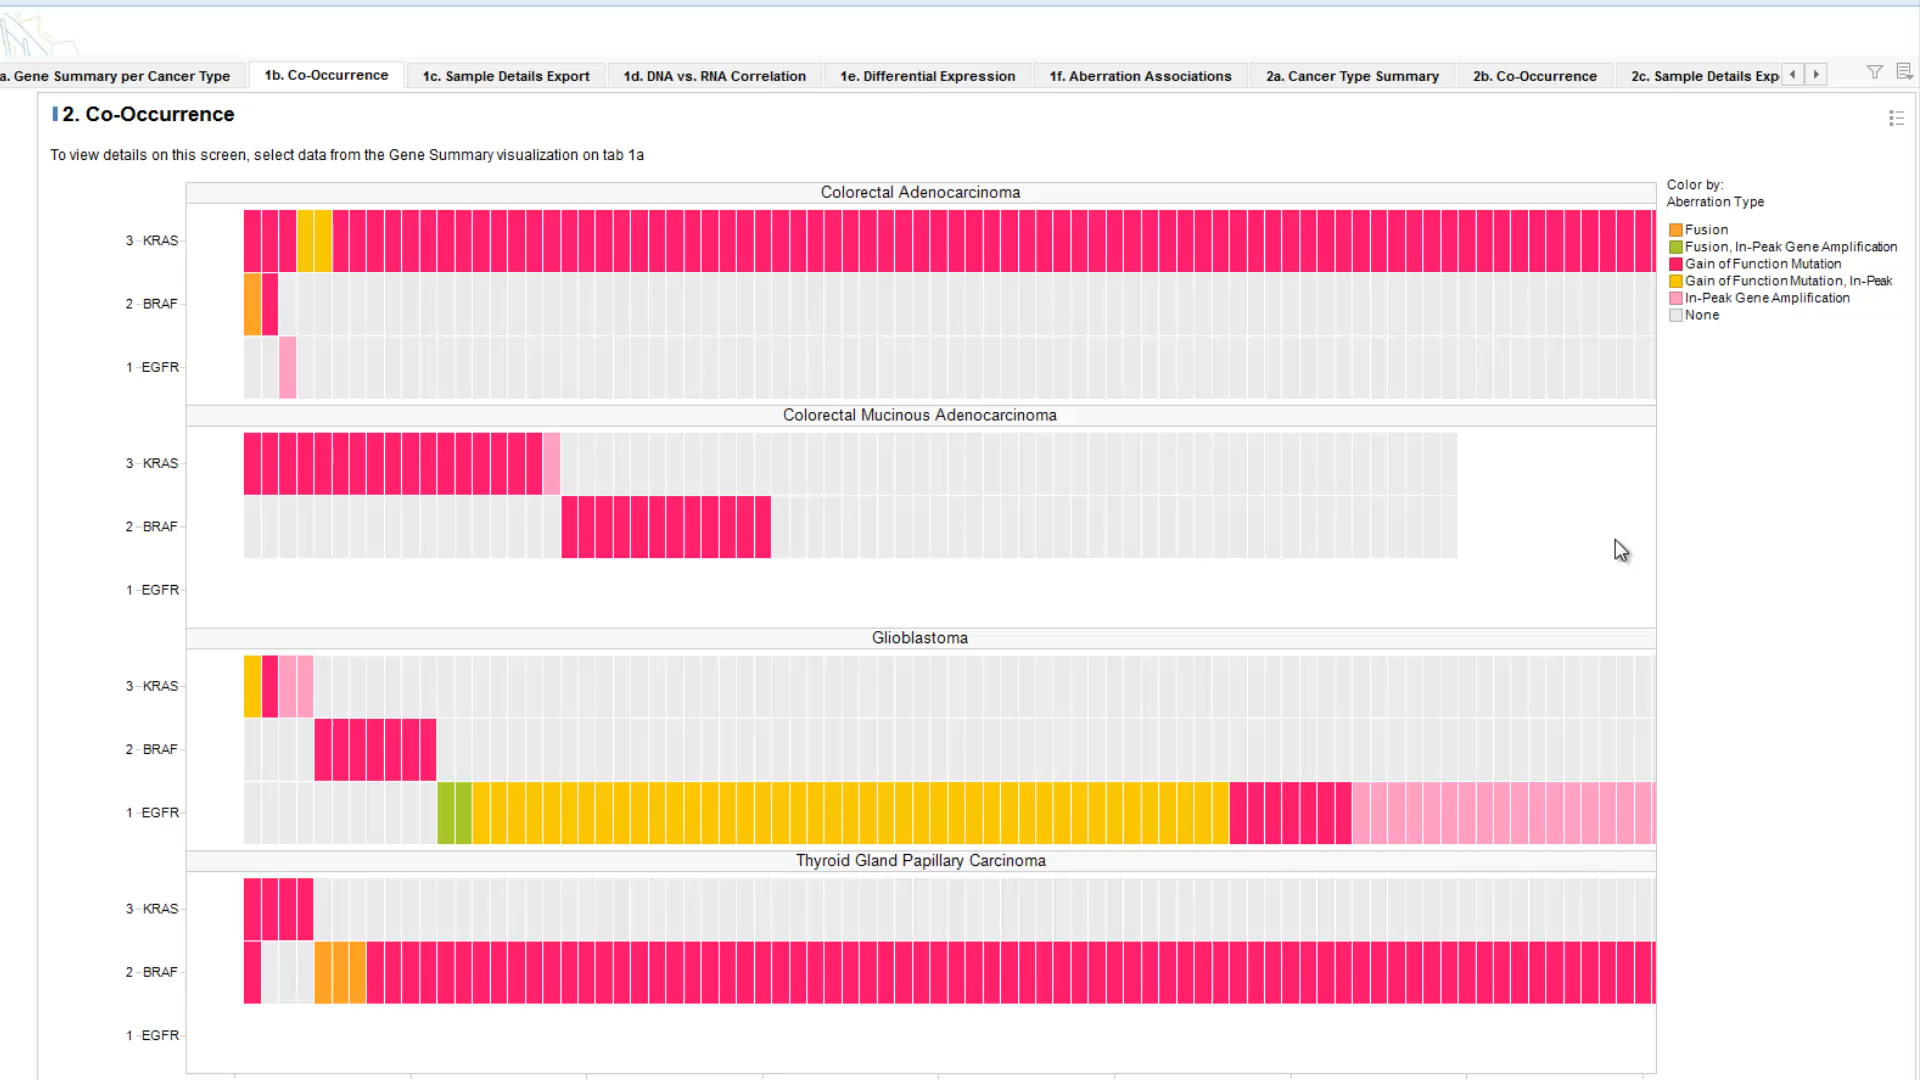 a. Gene Summary per Cancer Type 1b. Co-Occurrence 1c. Sample Details Export 1d. DNA vs. RNA Correlation 1e. Differential Expression 1f. Aberration Associations 2a. Cancer Type Summary 2b. Co-Occurrence 2c. Sample Details Exp
2. Co-Occurrence
To view details on this screen, select data from the Gene Summary visualization on tab 1a
Colorectal Adenocarcinoma
3 - KRAS
2 - BRAF
1 - EGFR
Colorectal Mucinous Adenocarcinoma
3 - KRAS
2 - BRAF
1 - EGFR
Glioblastoma
3 - KRAS
2 - BRAF
1 - EGFR
Thyroid Gland Papillary Carcinoma
3 - KRAS
2 - BRAF
1 - EGFR
Color by:
Aberration Type
Fusion
Fusion, In-Peak Gene Amplification
Gain of Function Mutation
Gain of Function Mutation, In-Peak
In-Peak Gene Amplification
None